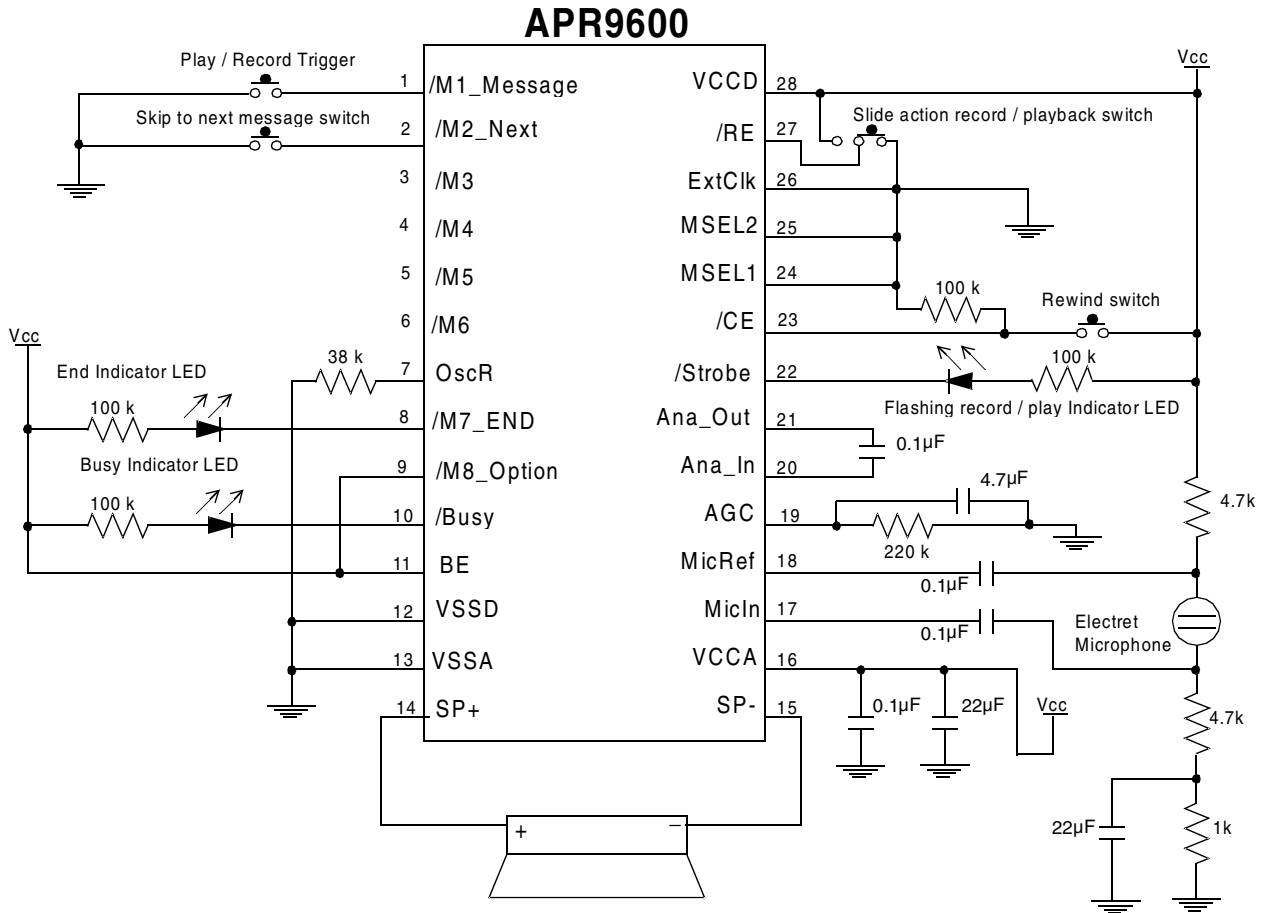 APR9600
Play / Record Trigger
1
/M1_Message
Skip to next message switch
2
/M2_Next
3
/M3
4
/M4
5
/M5
6
/M6
Vcc
38 k
7
OscR
End Indicator LED
100 k
8
/M7_END
Busy Indicator LED
9
/M8_Option
100 k
10
/Busy
11
BE
12
VSSD
13
VSSA
14
SP+
VCCD
28
Vcc
Slide action record / playback switch
/RE
27
ExtClk
26
MSEL2
25
MSEL1
24
100 k
Rewind switch
/CE
23
/Strobe
22
100 k
Flashing record / play Indicator LED
Ana_Out
21
0.1µF
Ana_In
20
4.7µF
AGC
19
220 k
4.7k
MicRef
18
0.1µF
MicIn
17
0.1µF
Electret
Microphone
VCCA
16
0.1µF
22µF
Vcc
SP-
15
4.7k
22µF
1k
+
−